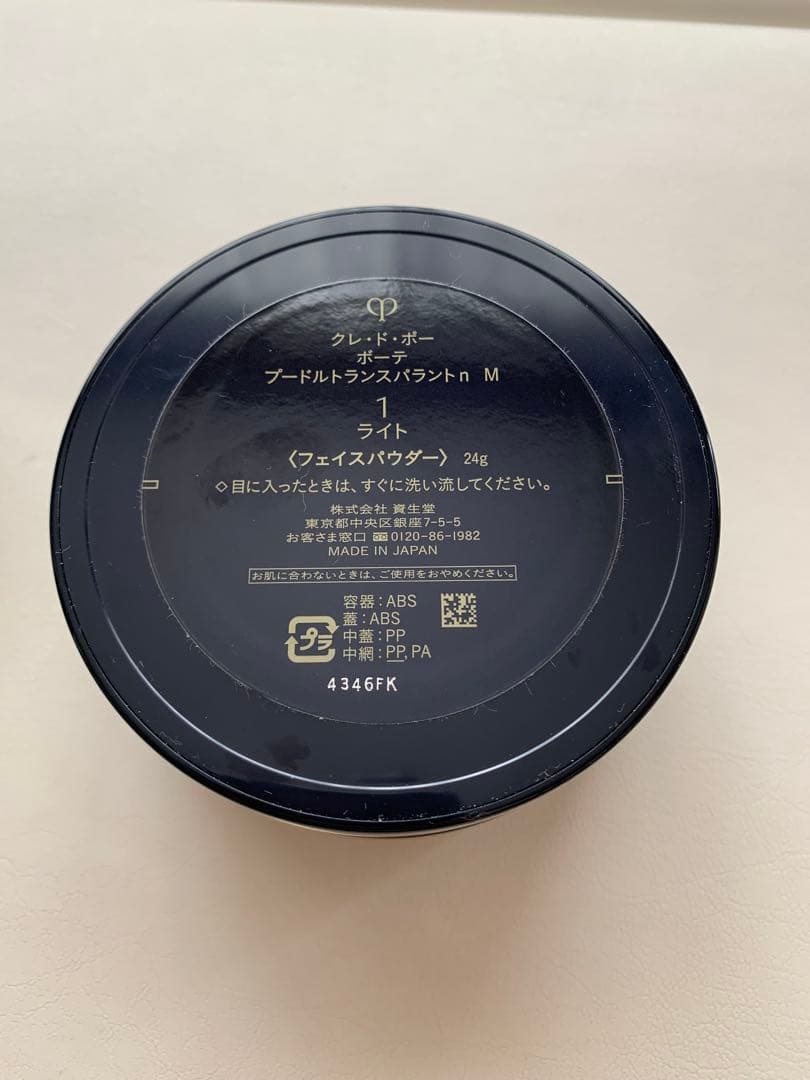 クレ・ド・ポー
ボーテ
プードルトランスパラントn M
1
ライト
〈フェイスパウダー〉 24g
◇目に入ったときは、すぐに洗い流してください。
株式会社 資生堂
東京都中央区銀座7-5-5
お客さま窓口 0120-86-1982
MADE IN JAPAN
お肌に合わないときは、ご使用をおやめください。
容器:ABS
蓋:ABS
プラ
中蓋:PP
中網:PP,PA
4346FK